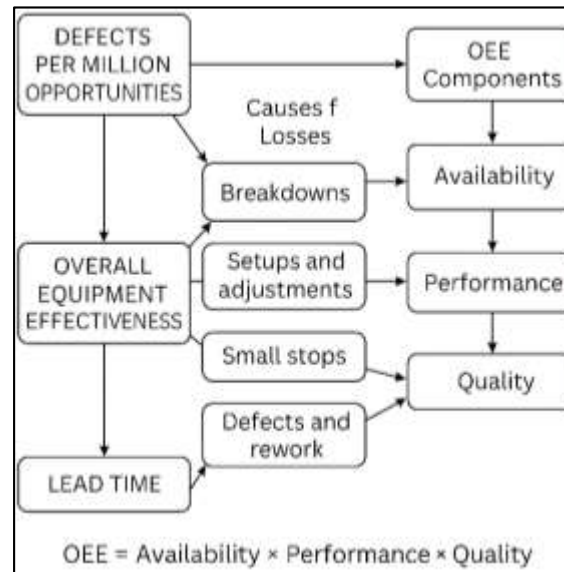 DEFECTS
PER MILLION
OPPORTUNITIES
OEE
Components
Causes f
Losses
Breakdowns
Availability
OVERALL
EQUIPMENT
EFFECTIVENESS
Setups and
adjustments
Performance
Small stops
Quality
Defects and
rework
LEAD TIME
OEE = Availability × Performance × Quality